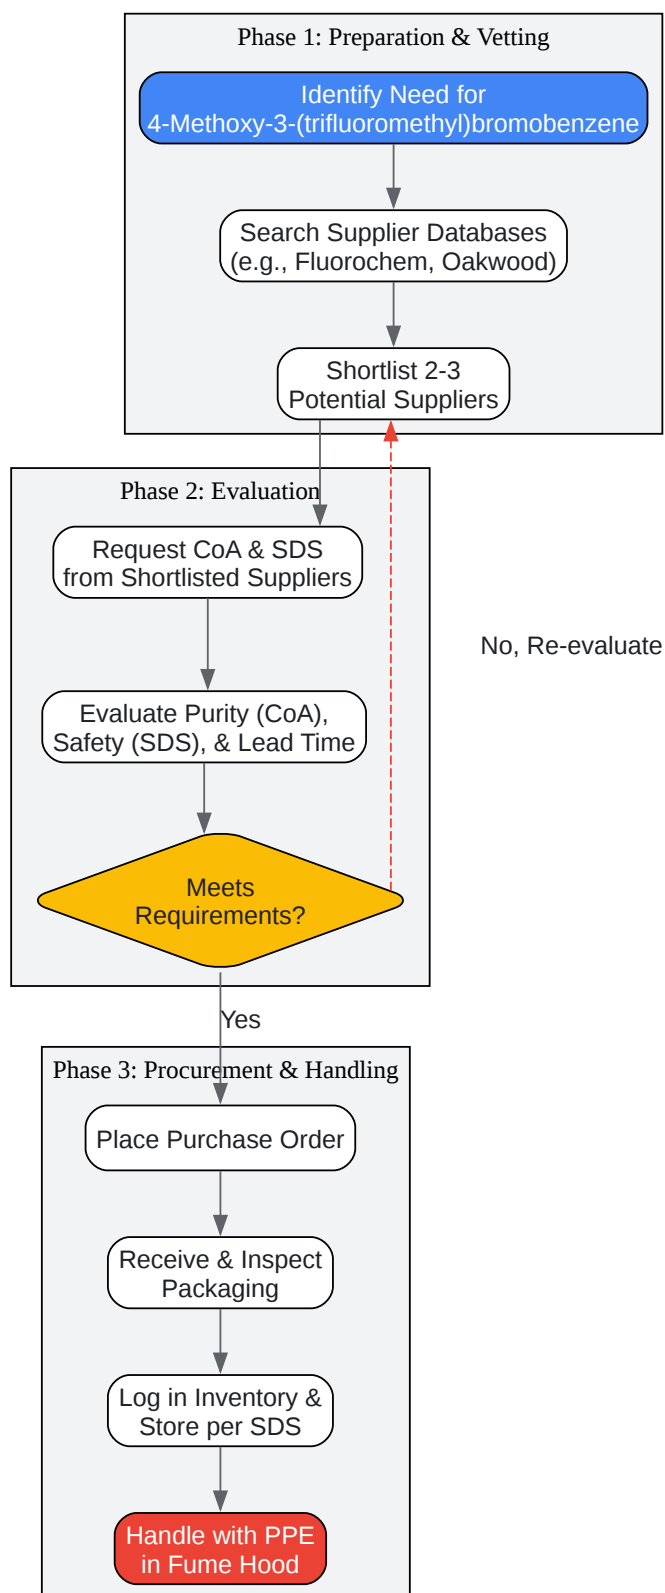 Phase 1: Preparation & Vetting
Identify Need for
4-Methoxy-3-(trifluoromethyl)bromobenzene
Search Supplier Databases
(e.g., Fluorochem, Oakwood)
Shortlist 2-3
Potential Suppliers
Phase 2: Evaluation
Request CoA & SDS
from Shortlisted Suppliers
No, Re-evaluate
Evaluate Purity (CoA),
Safety (SDS), & Lead Time
Meets
Requirements?
Yes
Phase 3: Procurement & Handling
Place Purchase Order
Receive & Inspect
Packaging
Log in Inventory &
Store per SDS
Handle with PPE
in Fume Hood